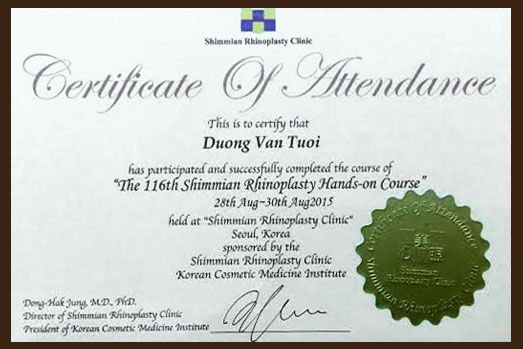 Shimmian Rhinoplasty Clinic
Certificate Of Attendance
This is to certify that
Duong Van Tuoi
has participated and successfully completed the course of
"The 116th Shimmian Rhinoplasty Hands-on Course"
28th Aug~30th Aug2015
held at "Shimmian Rhinoplasty Clinic"
Seoul, Korea
sponsored by the
Shimmian Rhinoplasty Clinic
Korean Cosmetic Medicine Institute
Certificate Of Attendance
Shimmian
Rhinoplasty Clinic
Shimmian Rhinoplasty Clinic
Dong-Hak Jung, M.D., PhD.
Director of Shimmian Rhinoplasty Clinic
President of Korean Cosmetic Medicine Institute